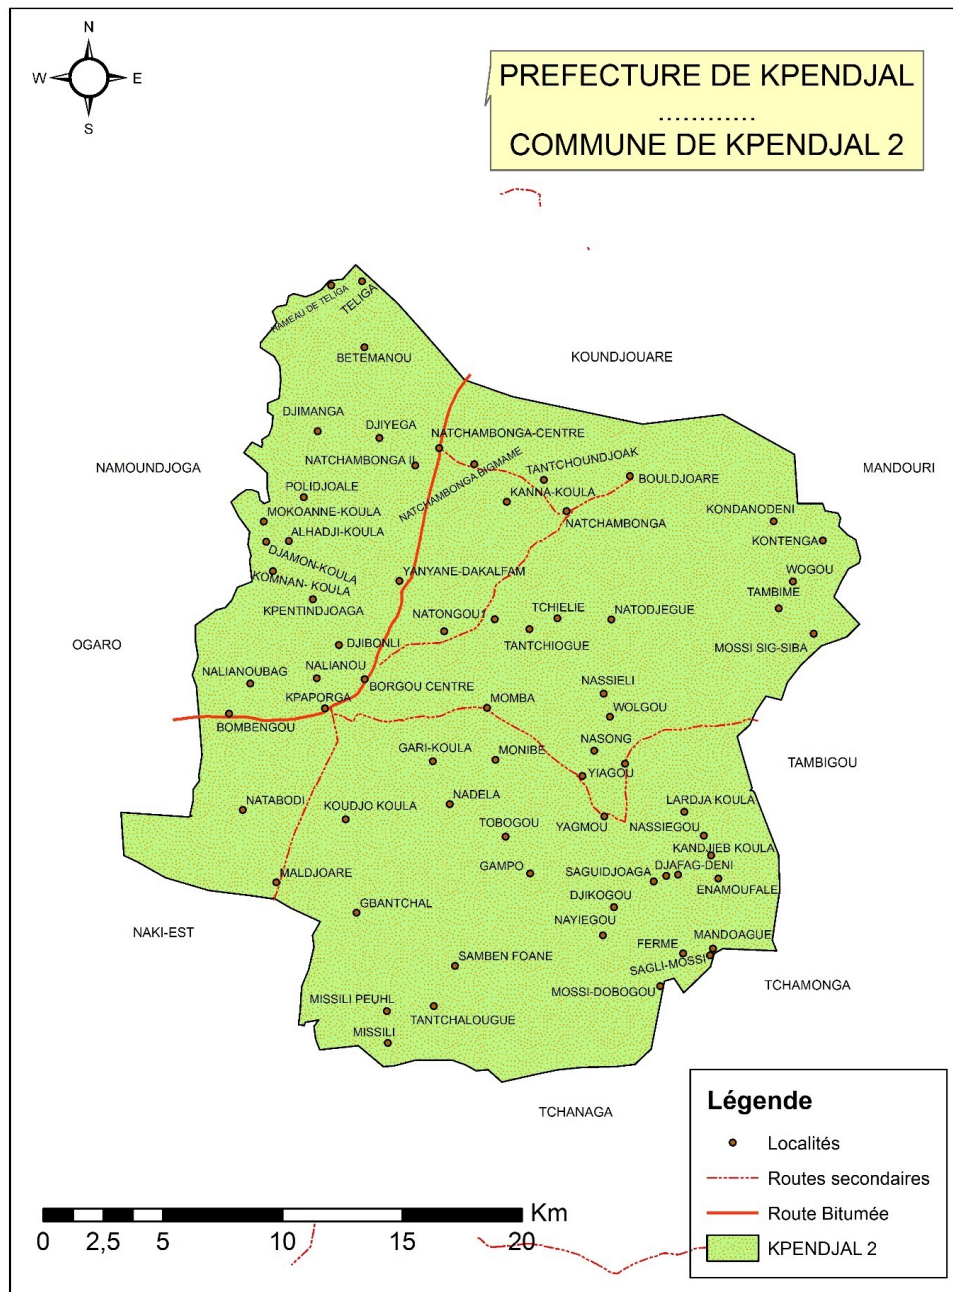 N
W
E
S
PREFECTURE DE KPENDJAL
............
COMMUNE DE KPENDJAL 2
HAMEAU DE TELIGA
TELIGA
BETEMANOU
KOUNDJOUARE
DJIMANGA
DJIYEGA
NATCHAMBONGA-CENTRE
NATCHAMBONGA II
NATCHAMBONGA BIGMAME
TANTCHOUNDJOAK
NAMOUNDJOGA
MANDOURI
BOULDJOARE
POLIDJOALE
KANNA-KOULA
MOKOANNE-KOULA
NATCHAMBONGA
KONDANODENI
ALHADJI-KOULA
KONTENGA
DJAMON-KOULA
KOMNAN- KOULA
YANYANE-DAKALFAM
WOGOU
TAMBIME
KPENTINDJOAGA
NATONGOU1
TCHIELIE
NATODJEGUE
OGARO
DJIBONLI
TANTCHIOGUE
MOSSI SIG-SIBA
NALIANOUBAG
NALIANOU
BORGOU CENTRE
NASSIELI
KPAPORGA
MOMBA
WOLGOU
BOMBENGOU
GARI-KOULA
MONIBE
NASONG
TAMBIGOU
YIAGOU
NATABODI
KOUDJO KOULA
NADELA
LARDJA KOULA
TOBOGOU
YAGMOU
NASSIEGOU
KANDJIEB KOULA
MALDJOARE
GAMPO
SAGUIDJOAGA
DJAFAG-DENI
ENAMOUFALE
GBANTCHAL
DJIKOGOU
NAYIEGOU
NAKI-EST
FERME
MANDOAGUE
SAMBEN FOANE
SAGLI-MOSSI
MOSSI-DOBOGOU
TCHAMONGA
MISSILI PEUHL
TANTCHALOUGUE
MISSILI
TCHANAGA
Légende
Localités
Routes secondaires
Route Bitumée
KPENDJAL 2
Km
0 2,5 5 10 15 20